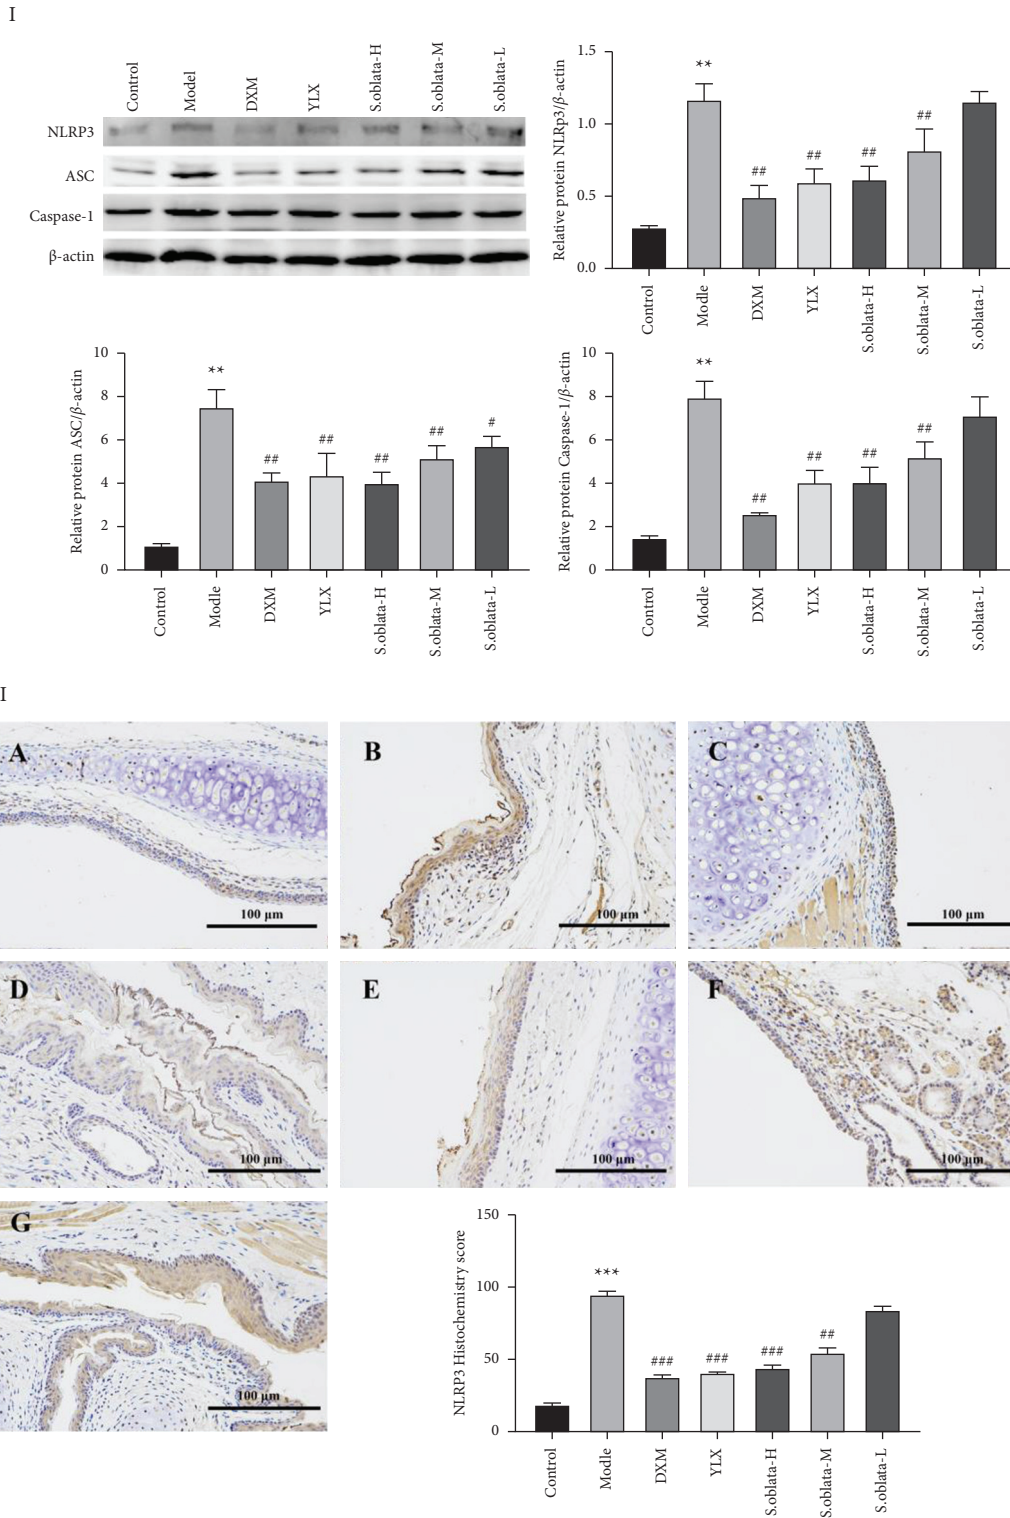 I
Control
Model
DXM
YLX
S.oblata-H
S.oblata-M
S.oblata-L
NLRP3
ASC
Caspase-1
β-actin
Relative protein NLRp3/β-actin
1.5
1.0
0.5
0.0
**
##
##
##
##
Control
Modle
DXM
YLX
S.oblata-H
S.oblata-M
S.oblata-L
Relative protein ASC/β-actin
10
8
6
4
2
0
**
##
##
##
##
#
Control
Modle
DXM
YLX
S.oblata-H
S.oblata-M
S.oblata-L
Relative protein Caspase-1/β-actin
10
8
6
4
2
0
**
##
##
##
##
Control
Modle
DXM
YLX
S.oblata-H
S.oblata-M
S.oblata-L
I
A
100 µm
B
100 µm
C
100 µm
D
100 µm
E
100 µm
F
100 µm
G
100 µm
NLRP3 Histochemistry score
150
100
50
0
***
###
###
###
##
Control
Modle
DXM
YLX
S.oblata-H
S.oblata-M
S.oblata-L